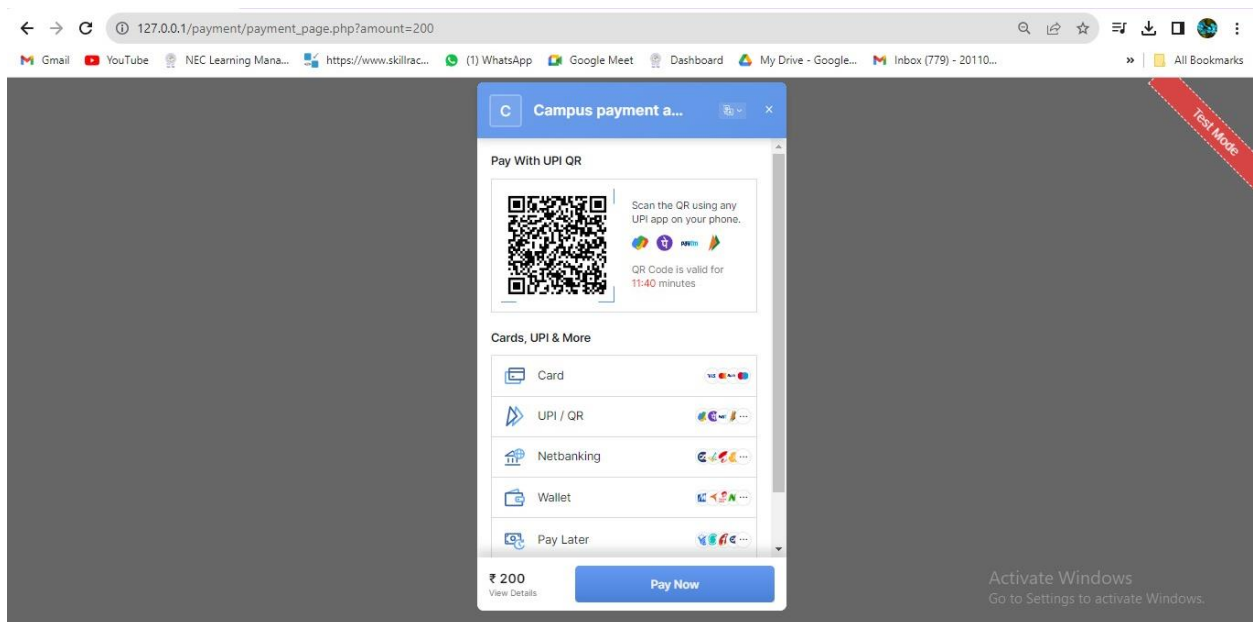 127.0.0.1/payment/payment_page.php?amount=200
Gmail YouTube NEC Learning Mana... https://www.skillrac... (1) WhatsApp Google Meet Dashboard My Drive - Google... Inbox (779) - 20110... » All Bookmarks
C Campus payment a...
Test Mode
Pay With UPI QR
Scan the QR using any
UPI app on your phone.
QR Code is valid for
11:40 minutes
Cards, UPI & More
Card
UPI / QR
Netbanking
Wallet
Pay Later
₹ 200
View Details
Pay Now
Activate Windows
Go to Settings to activate Windows.